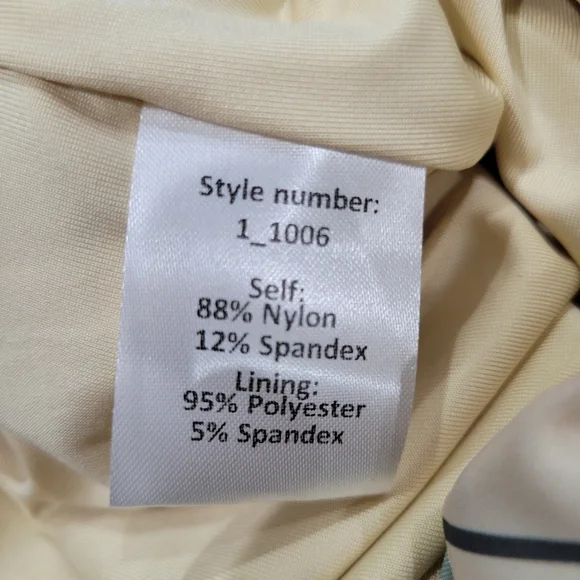 Style number:
1_1006
Self:
88% Nylon
12% Spandex
Lining:
95% Polyester
5% Spandex